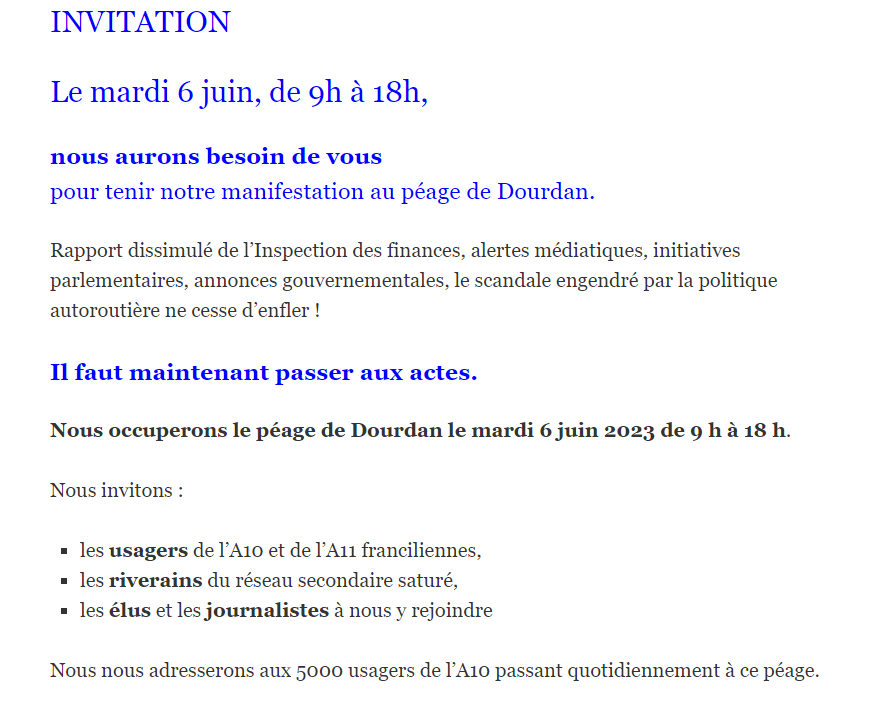 INVITATION
Le mardi 6 juin, de 9h à 18h,
nous aurons besoin de vous
pour tenir notre manifestation au péage de Dourdan.
Rapport dissimulé de l’Inspection des finances, alertes médiatiques, initiatives
parlementaires, annonces gouvernementales, le scandale engendré par la politique
autoroutière ne cesse d’enfler !
Il faut maintenant passer aux actes.
Nous occuperons le péage de Dourdan le mardi 6 juin 2023 de 9 h à 18 h.
Nous invitons :
▪ les usagers de l’A10 et de l’A11 franciliennes,
▪ les riverains du réseau secondaire saturé,
▪ les élus et les journalistes à nous y rejoindre
Nous nous adresserons aux 5000 usagers de l’A10 passant quotidiennement à ce péage.